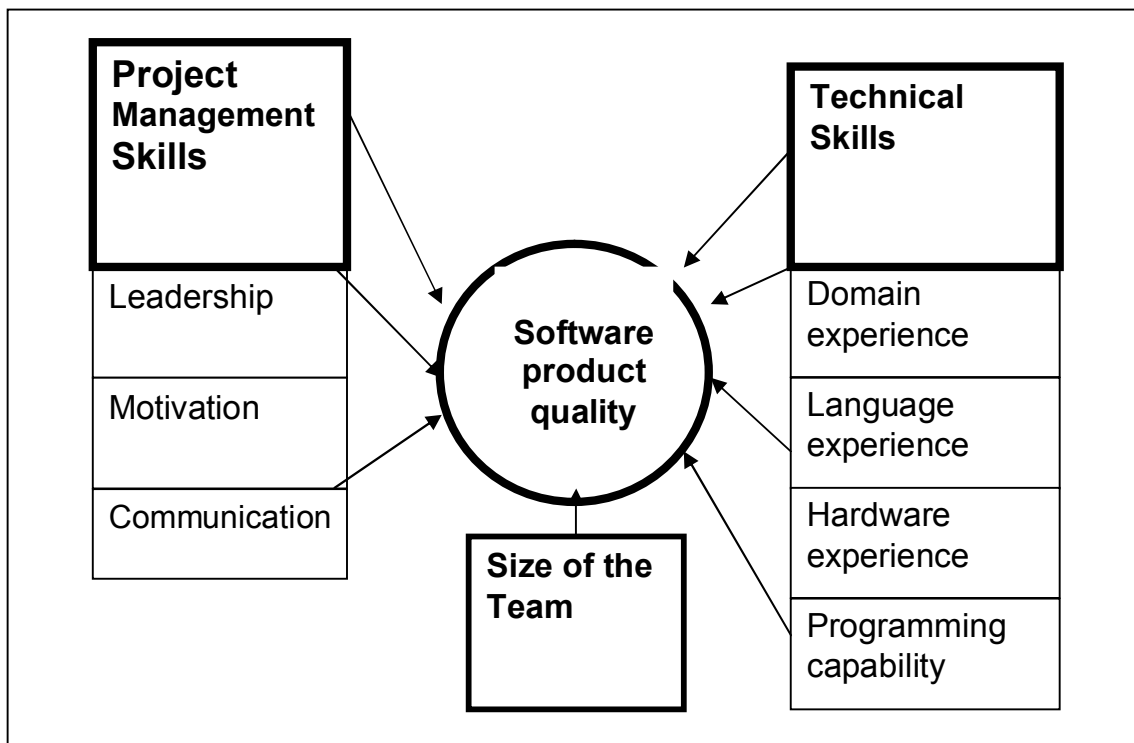 Project
Management
Skills
Leadership
Motivation
Communication
Software
product
quality
Size of the
Team
Technical
Skills
Domain
experience
Language
experience
Hardware
experience
Programming
capability